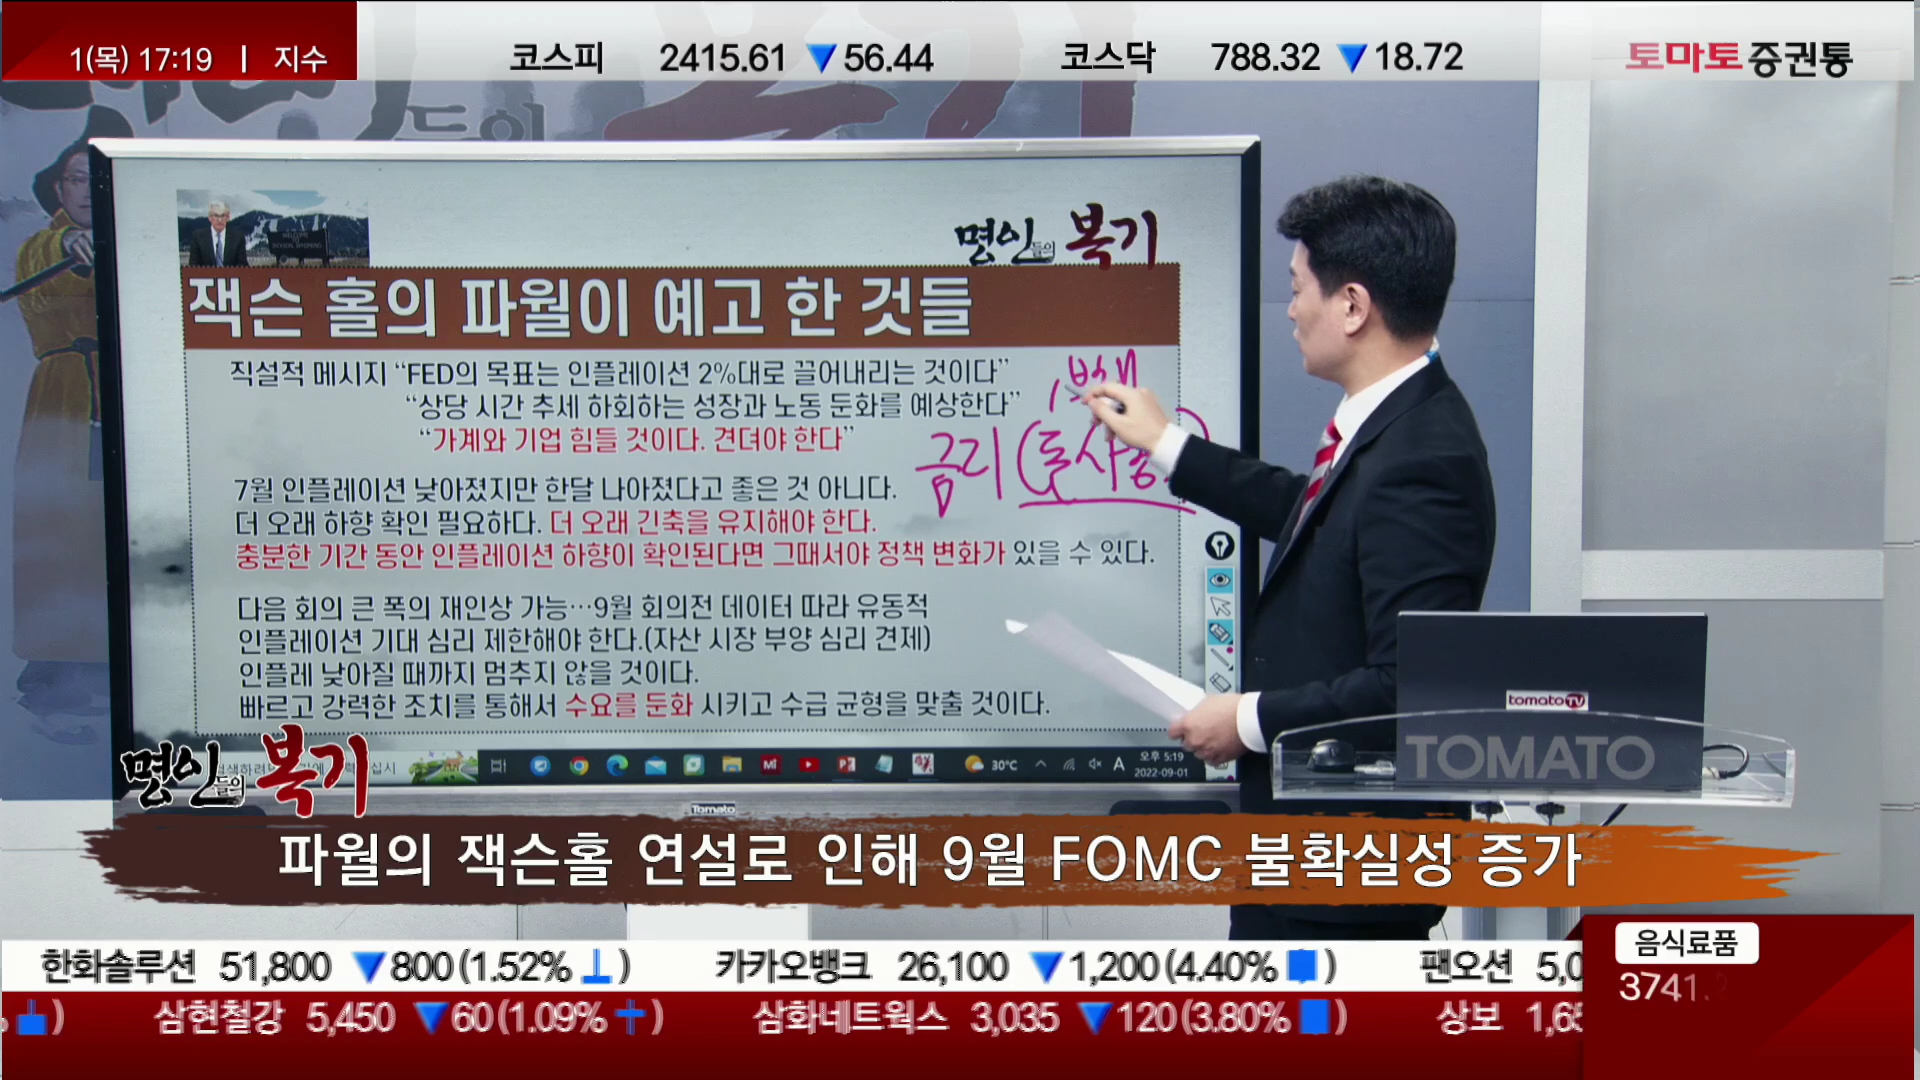 1(목) 17:19 | 지수
코스피 2415.61 ▼56.44 코스닥 788.32 ▼18.72
토마토증권통
들의
WELCOME
명인들의 복기
잭슨 홀의 파월이 예고 한 것들
직설적 메시지 “FED의 목표는 인플레이션 2%대로 끌어내리는 것이다”
“상당 시간 추세 하회하는 성장과 노동 둔화를 예상한다”
“가계와 기업 힘들 것이다. 견뎌야 한다”
금리
7월 인플레이션 낮아졌지만 한달 나아졌다고 좋은 것 아니다.
더 오래 하향 확인 필요하다. 더 오래 긴축을 유지해야 한다.
충분한 기간 동안 인플레이션 하향이 확인된다면 그때서야 정책 변화가 있을 수 있다.
다음 회의 큰 폭의 재인상 가능…9월 회의전 데이터 따라 유동적
인플레이션 기대 심리 제한해야 한다.(자산 시장 부양 심리 견제)
인플레 낮아질 때까지 멈추지 않을 것이다.
빠르고 강력한 조치를 통해서 수요를 둔화 시키고 수급 균형을 맞출 것이다.
30℃ A 오후 5:19
2022-09-01
tomatoTV
TOMATO
Tomato
명인들의 복기
파월의 잭슨홀 연설로 인해 9월 FOMC 불확실성 증가
한화솔루션 51,800 ▼800(1.52%) 카카오뱅크 26,100 ▼1,200(4.40%) 팬오션 5,0
음식료품
3741.
%) 삼현철강 5,450 ▼60(1.09%) 삼화네트웍스 3,035 ▼120(3.80%) 상보 1,65